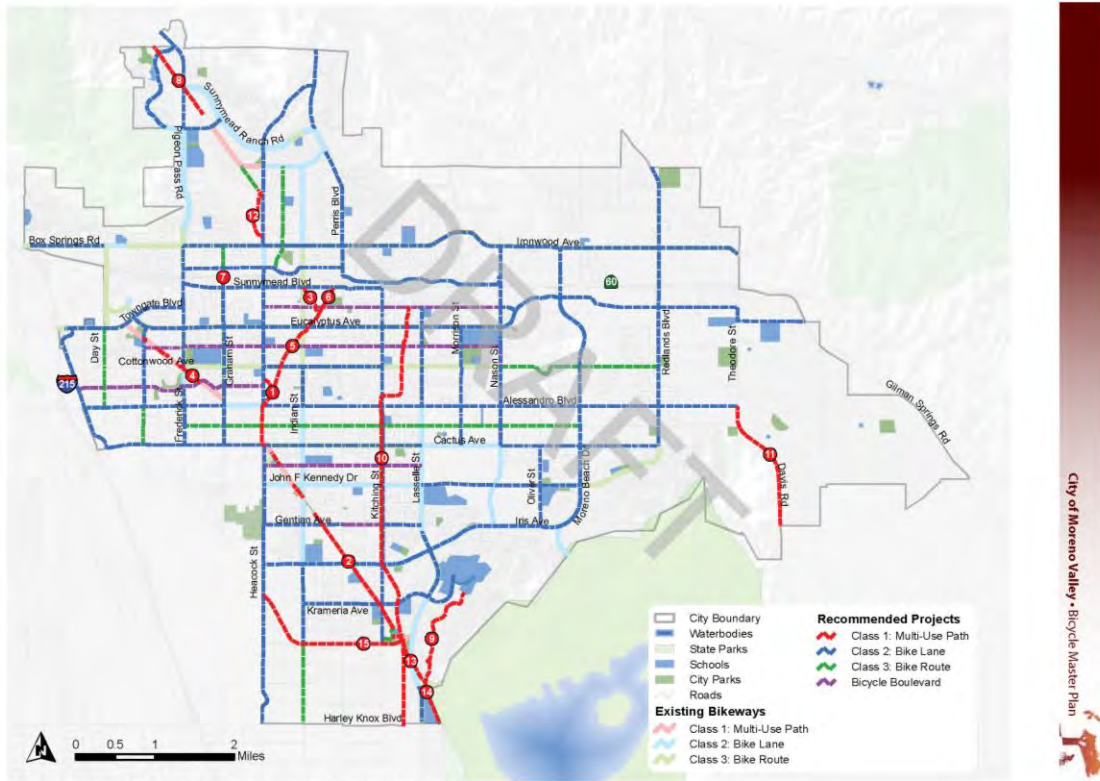 8
Sunnymead Ranch Rd
Pigeon Pass Rd
12
Perris Blvd
Box Springs Rd
Ironwood Ave
7
60
Sunnymead Blvd
3
6
Towngate Blvd
Eucalyptus Ave
Day St
Graham St
5
Morrison St
Nason St
Redlands Blvd
Theodore St
Cottonwood Ave
4
215
1
Frederick St
Indian St
Alessandro Blvd
Gilman Springs Rd
Cactus Ave
10
11
John F Kennedy Dr
Kitching St
Lasselle St
Oliver St
Moreno Beach Dr
Davis Rd
Gentian Ave
Iris Ave
Heacock St
2
Krameria Ave
15
9
13
14
Harley Knox Blvd
DRAFT
City Boundary
Waterbodies
State Parks
Schools
City Parks
Roads
Existing Bikeways
Class 1: Multi-Use Path
Class 2: Bike Lane
Class 3: Bike Route
Recommended Projects
Class 1: Multi-Use Path
Class 2: Bike Lane
Class 3: Bike Route
Bicycle Boulevard
N
0 0.5 1 2
Miles
City of Moreno Valley • Bicycle Master Plan